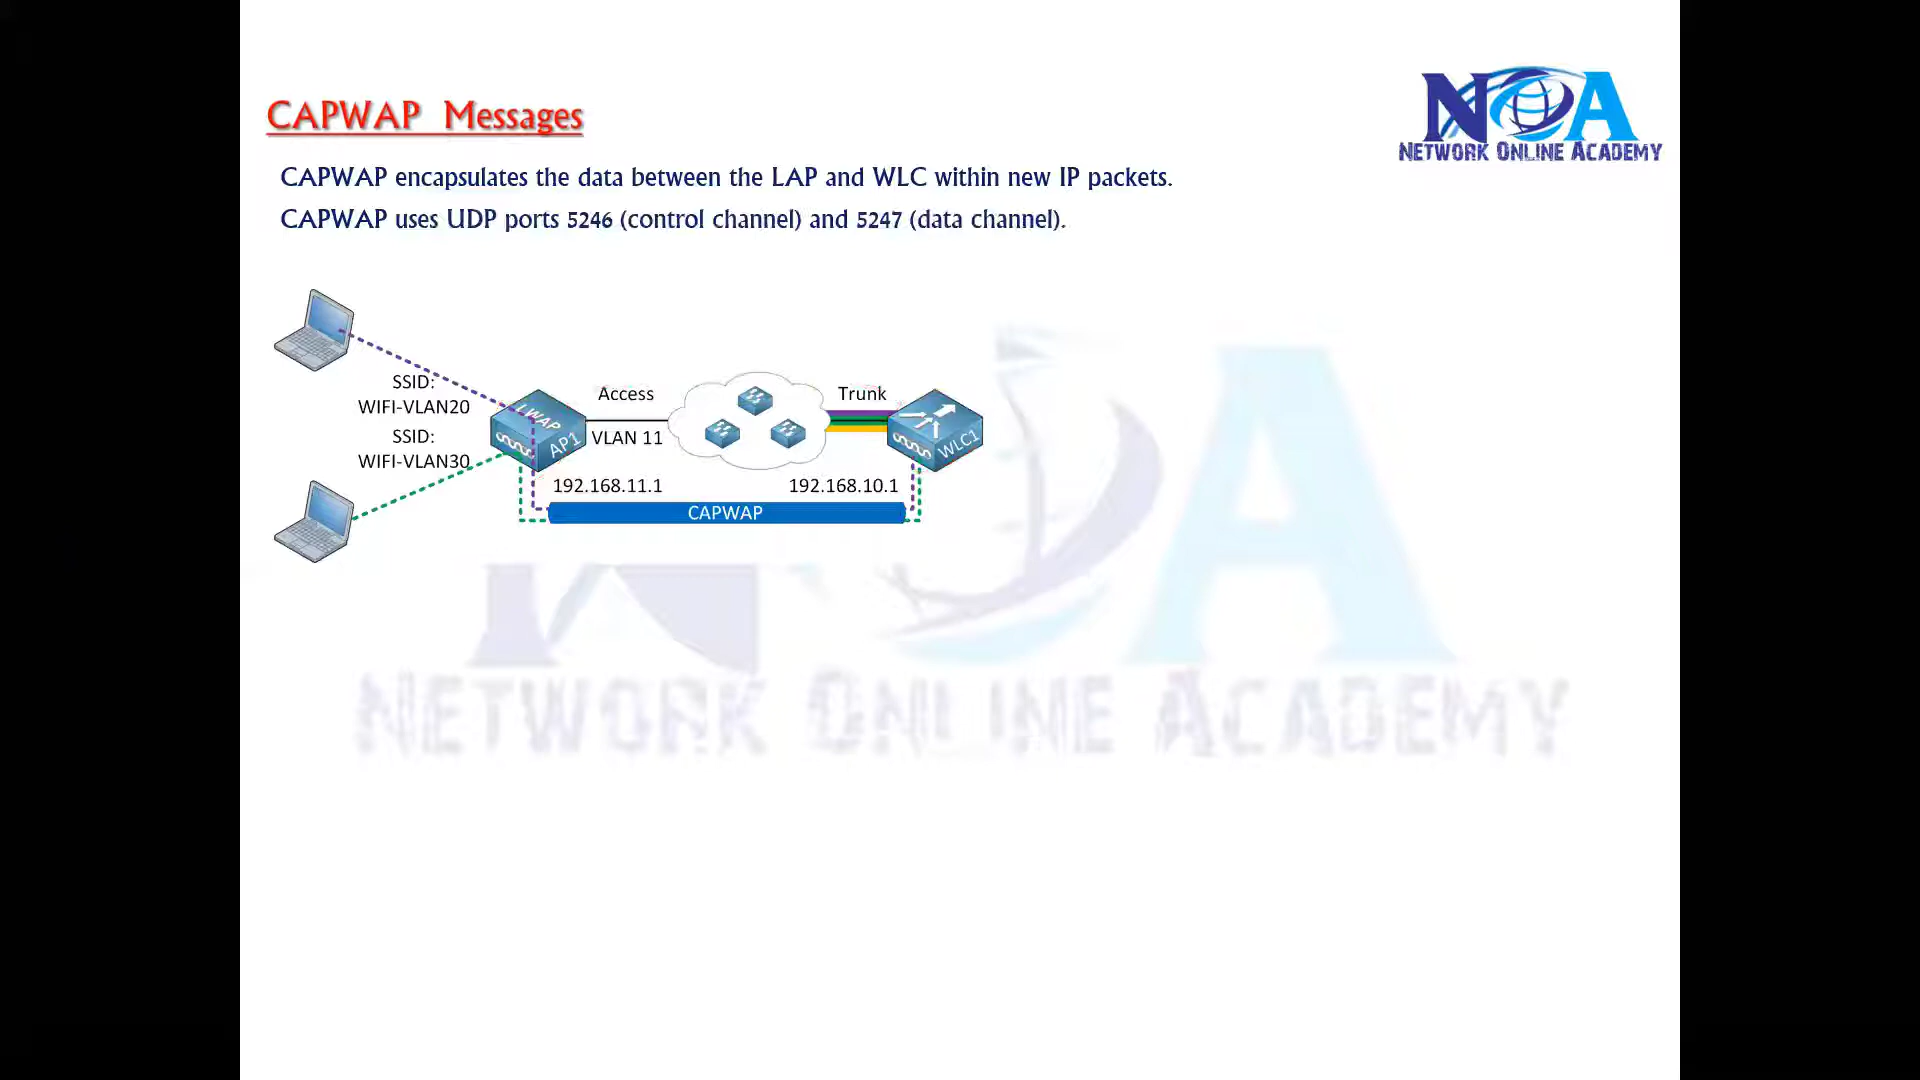 CAPWAP Messages
NOA
NETWORK ONLINE ACADEMY
CAPWAP encapsulates the data between the LAP and WLC within new IP packets.
CAPWAP uses UDP ports 5246 (control channel) and 5247 (data channel).
SSID:
WIFI-VLAN20
SSID:
WIFI-VLAN30
LWAP
AP1
Access
VLAN 11
Trunk
WLC1
192.168.11.1
192.168.10.1
CAPWAP
NOA
NETWORK ONLINE ACADEMY